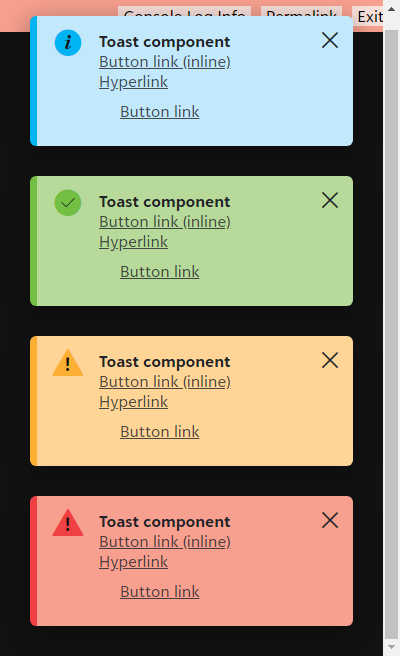 Console Log Info Permalink Exit
Toast component
Button link (inline)
Hyperlink
Button link
Toast component
Button link (inline)
Hyperlink
Button link
Toast component
Button link (inline)
Hyperlink
Button link
Toast component
Button link (inline)
Hyperlink
Button link